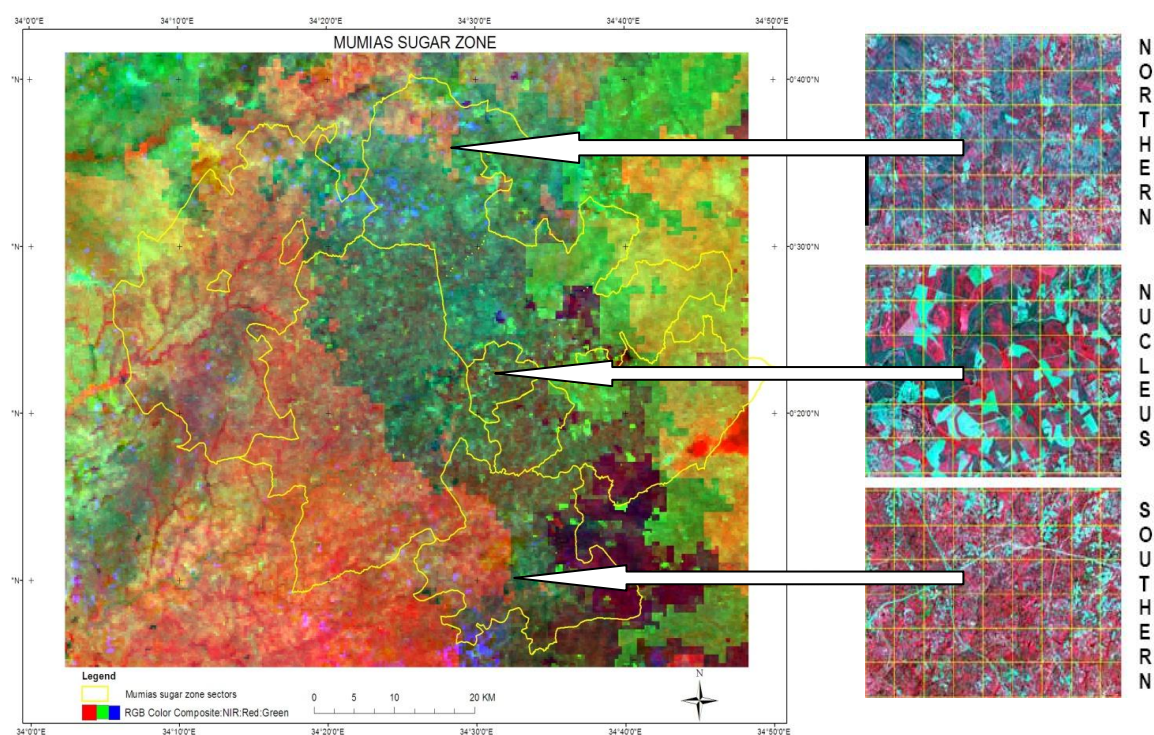 34°0'0"E 34°10'0"E 34°20'0"E 34°30'0"E 34°40'0"E 34°50'0"E
MUMIAS SUGAR ZONE
"N 0°40'0"N
"N 0°30'0"N
"N 0°20'0"N
"N
NORTHERN
NUCLEUS
SOUTHERN
Legend
Mumias sugar zone sectors
RGB Color Composite:NIR:Red:Green
0 5 10 20 KM
N
34°0'0"E 34°10'0"E 34°20'0"E 34°30'0"E 34°40'0"E 34°50'0"E